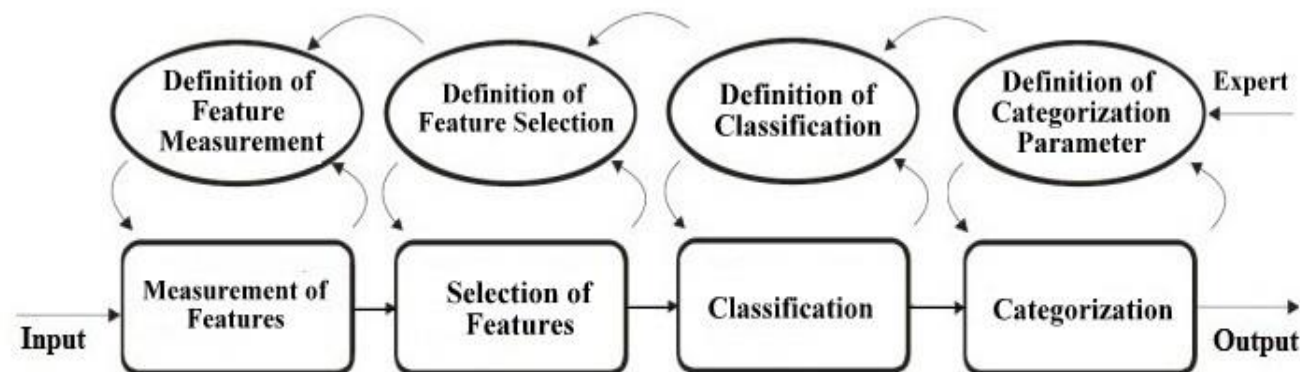 Definition of
Feature
Measurement
Definition of
Feature Selection
Definition of
Classification
Definition of
Categorization
Parameter
Expert
Measurement of
Features
Selection of
Features
Classification
Categorization
Input
Output